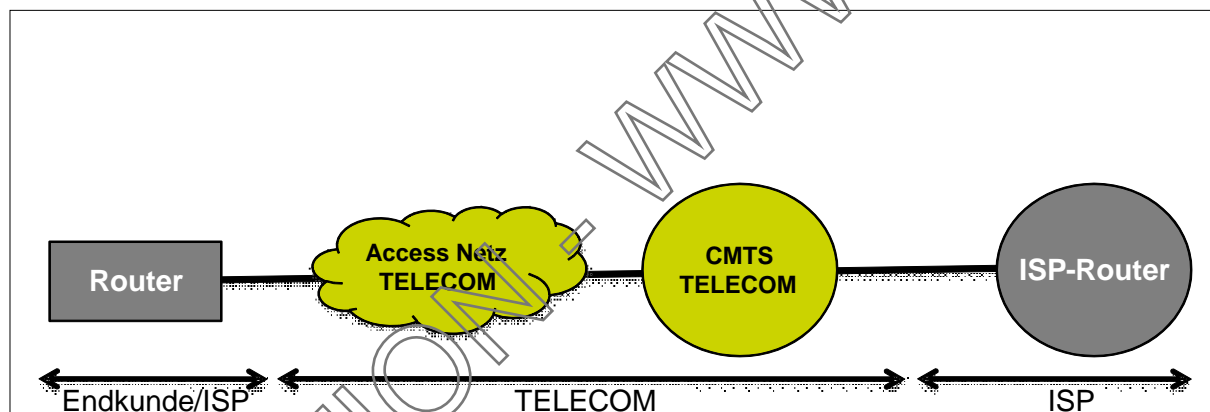 Router
Access Netz
TELECOM
CMTS
TELECOM
ISP-Router
Endkunde/ISP
TELECOM
ISP